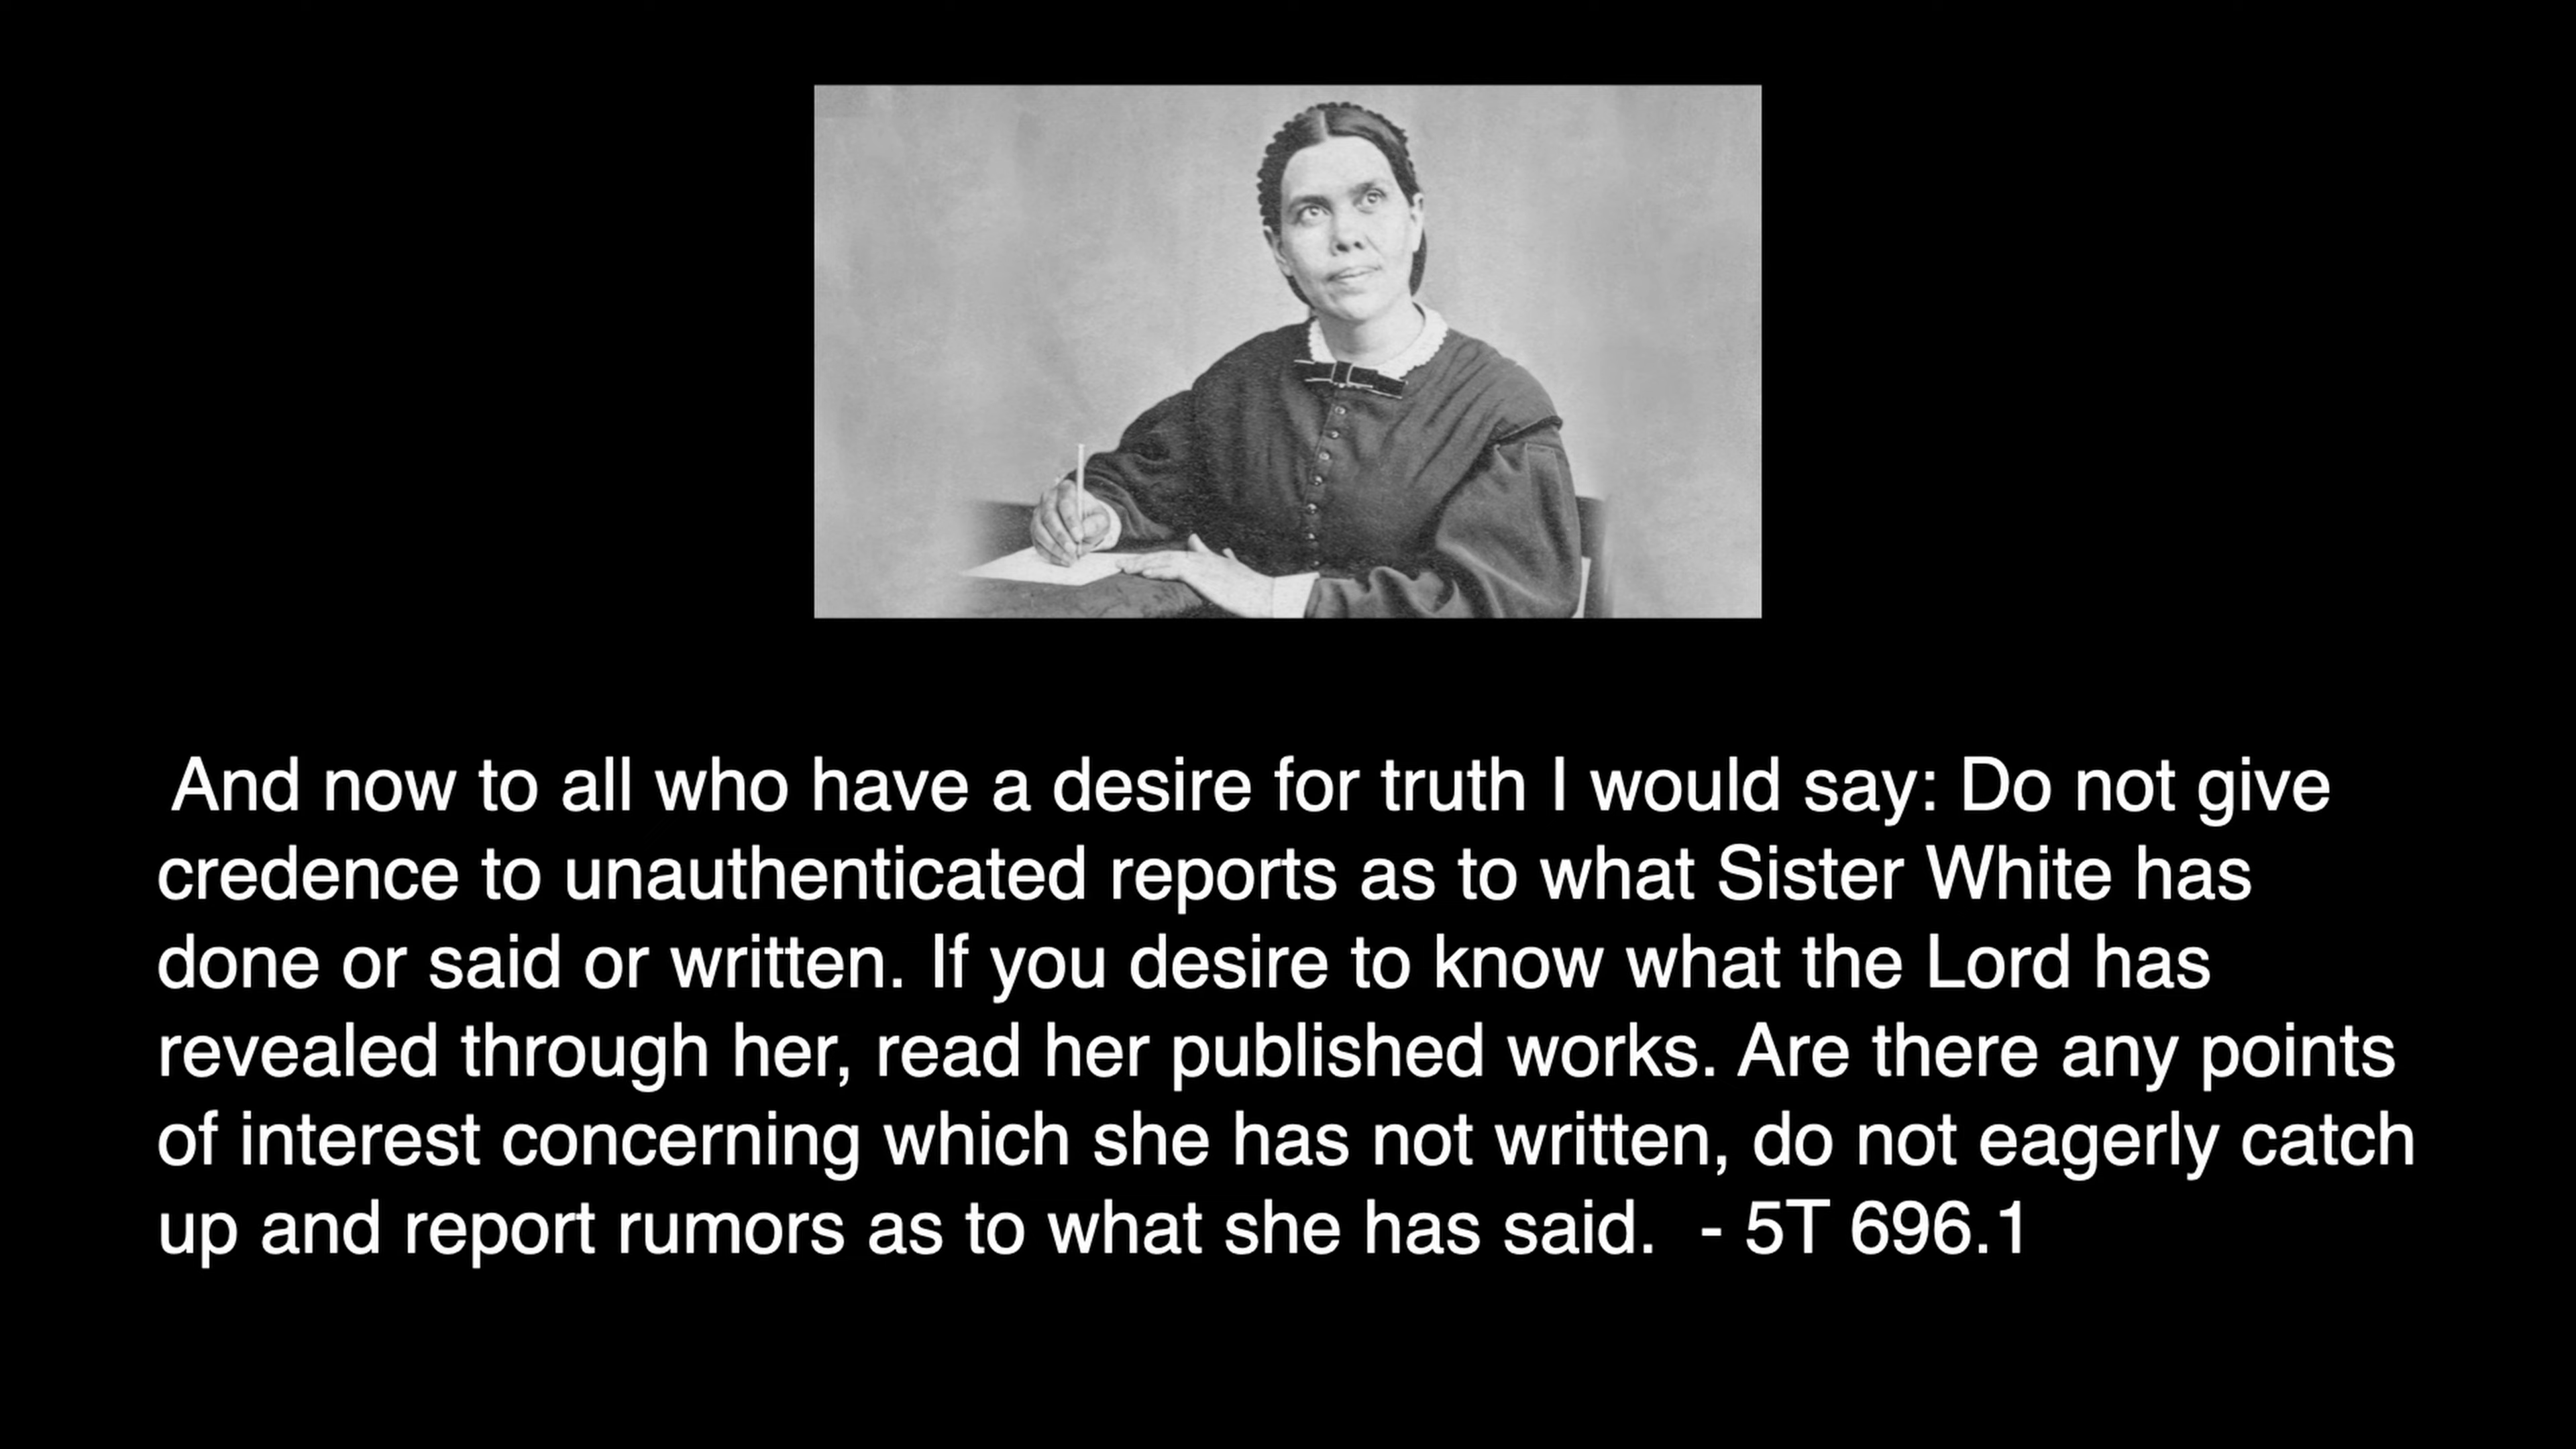 And now to all who have a desire for truth I would say: Do not give
credence to unauthenticated reports as to what Sister White has
done or said or written. If you desire to know what the Lord has
revealed through her, read her published works. Are there any points
of interest concerning which she has not written, do not eagerly catch
up and report rumors as to what she has said.  - 5T 696.1